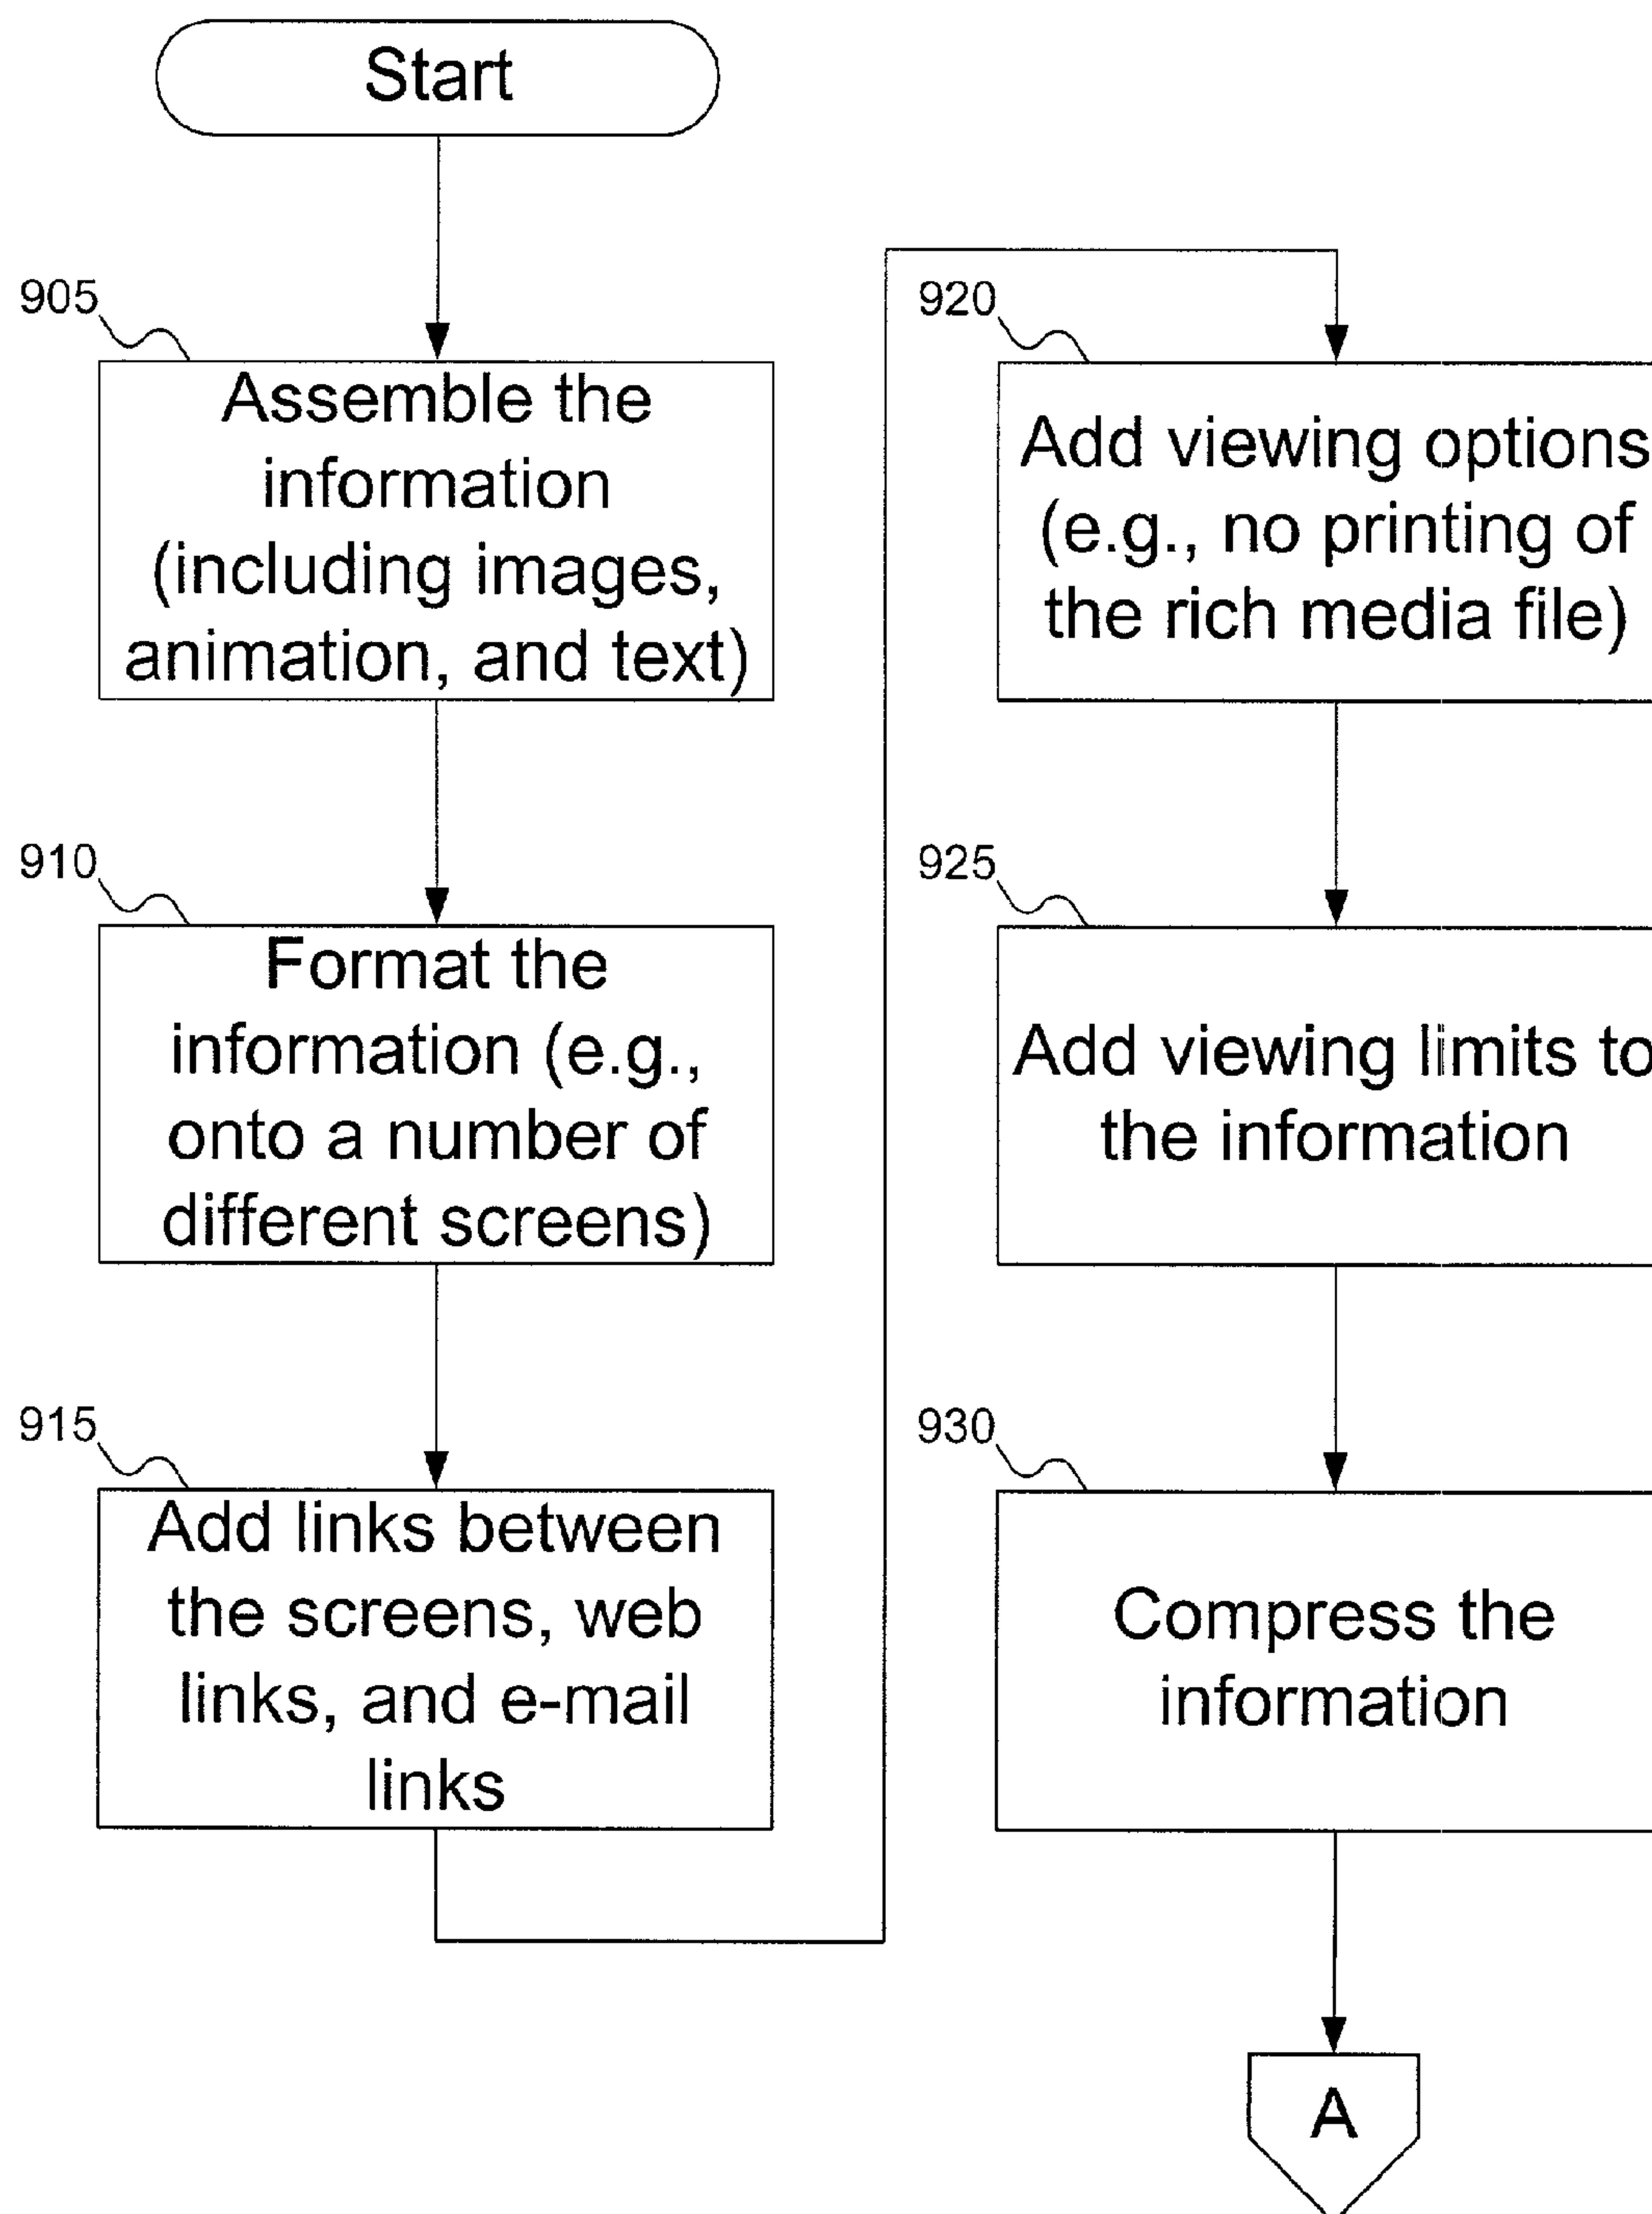 Start
905
Assemble the
information
(including images,
animation, and text)
910
Format the
information (e.g.,
onto a number of
different screens)
915
Add links between
the screens, web
links, and e-mail
links
920
Add viewing options
(e.g., no printing of
the rich media file)
925
Add viewing limits to
the information
930
Compress the
information
A